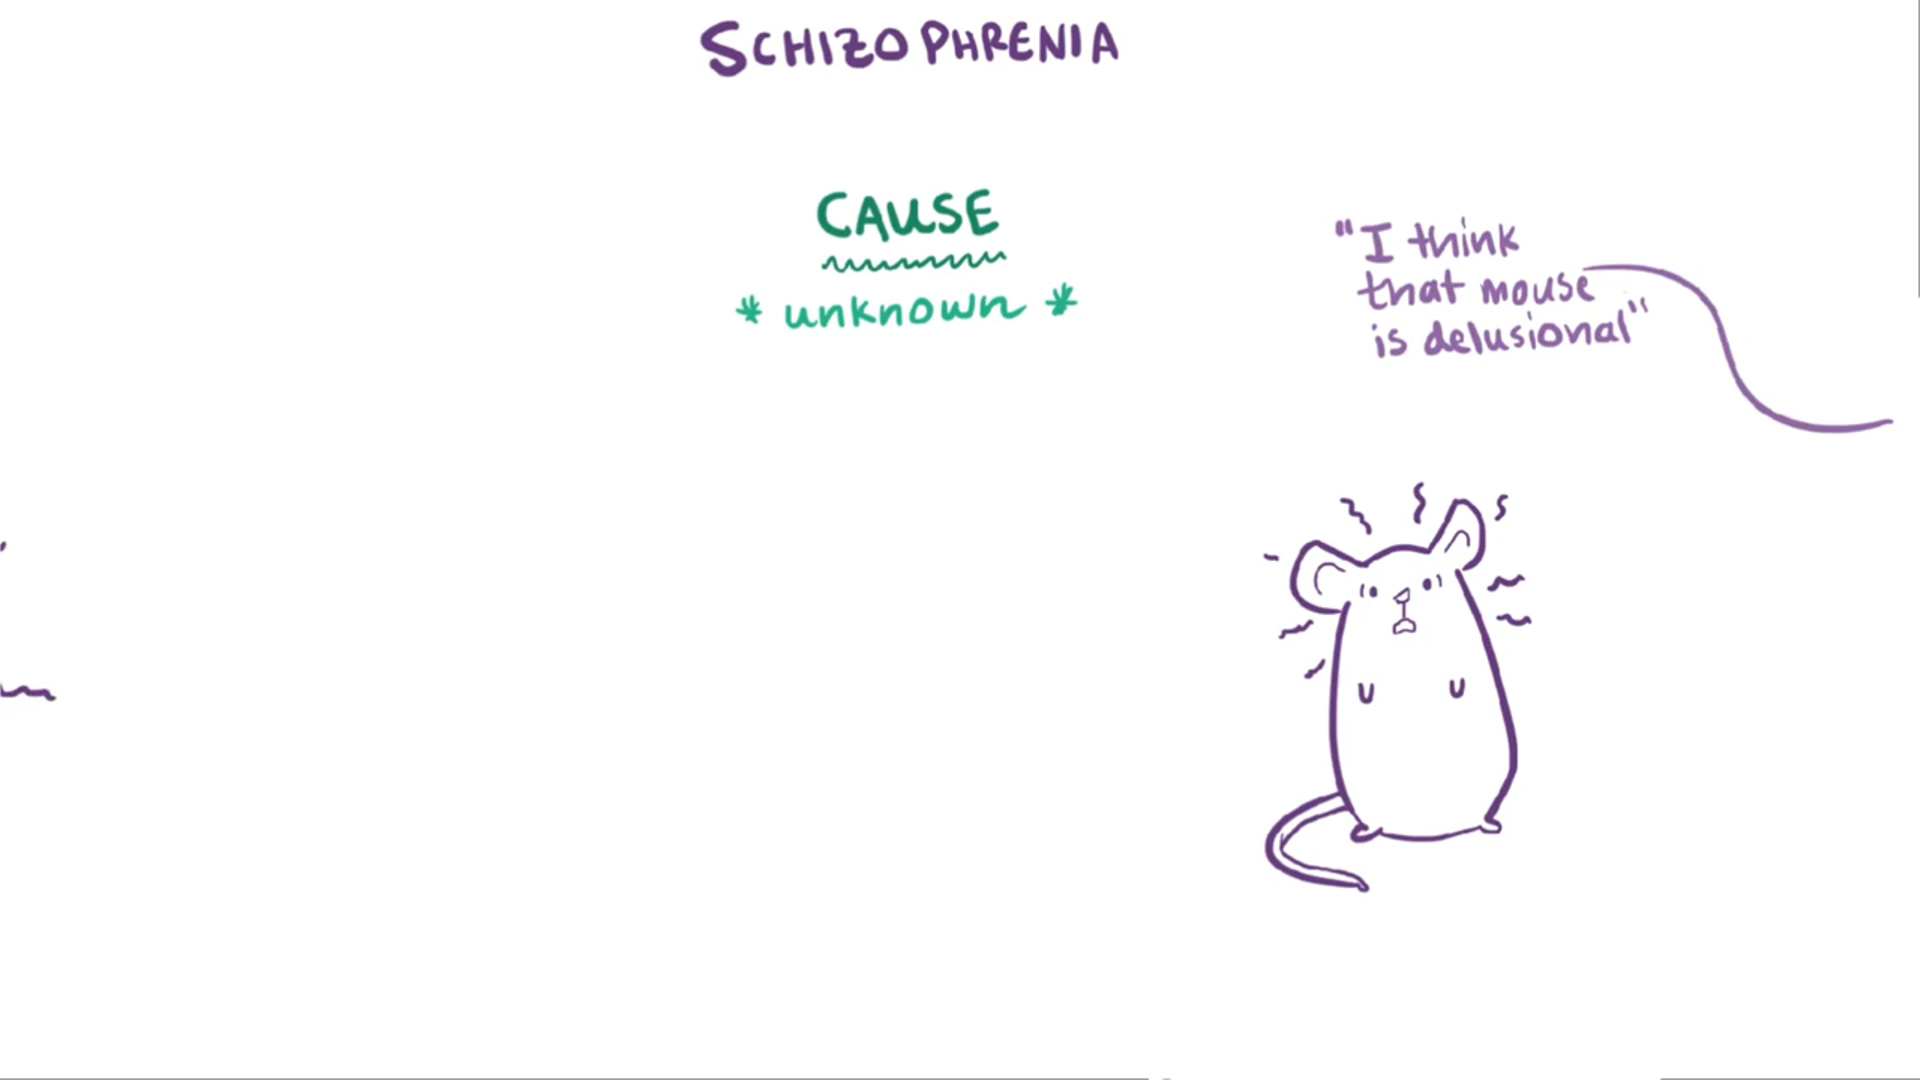 SCHIZOPHRENIA
CAUSE
* unknown *
"I think
that mouse
is delusional"